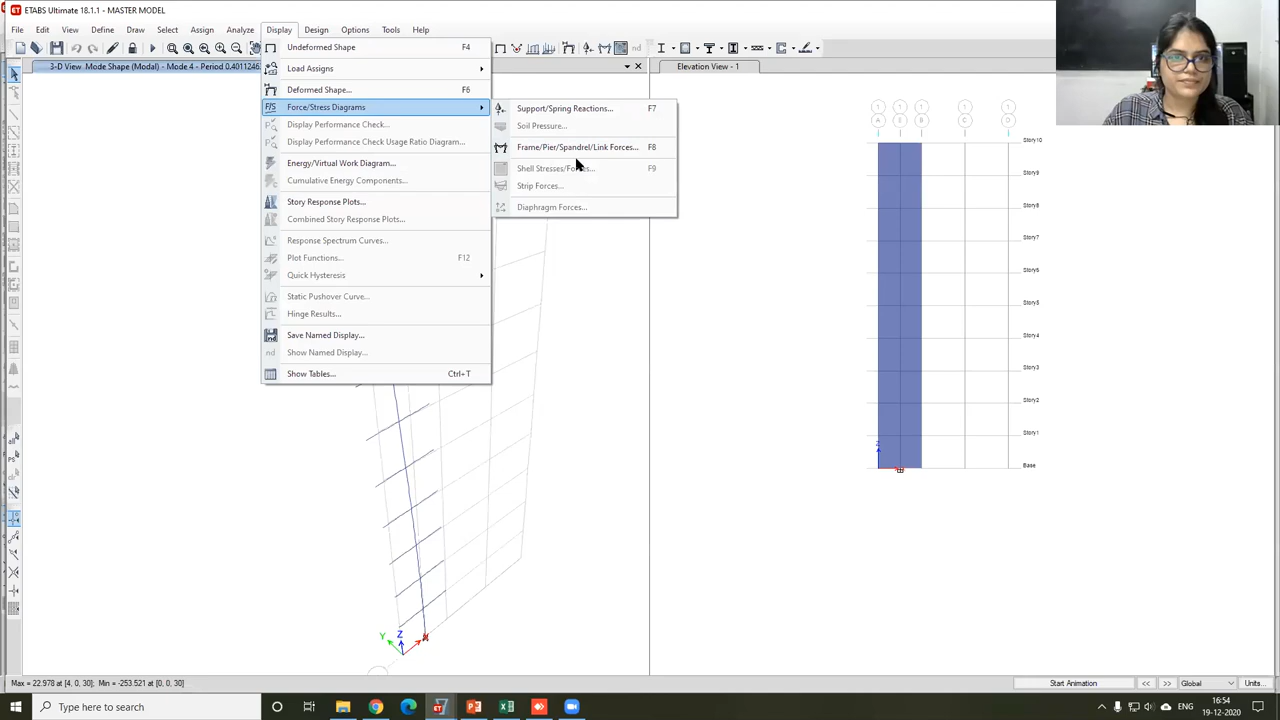 ETABS Ultimate 18.1.1 - MASTER MODEL
File Edit View Define Draw Select Assign Analyze Display Design Options Tools Help
3-D View Mode Shape (Modal) - Mode 4 - Period 0.4011246
Elevation View - 1
Undeformed Shape F4
Load Assigns
Deformed Shape... F6
Force/Stress Diagrams
Display Performance Check...
Display Performance Check Usage Ratio Diagram...
Energy/Virtual Work Diagram...
Cumulative Energy Components...
Story Response Plots...
Combined Story Response Plots...
Response Spectrum Curves...
Plot Functions... F12
Quick Hysteresis
Static Pushover Curve...
Hinge Results...
Save Named Display...
nd Show Named Display...
Show Tables... Ctrl+T
Support/Spring Reactions... F7
Soil Pressure...
Frame/Pier/Spandrel/Link Forces... F8
Shell Stresses/Forces... F9
Strip Forces...
Diaphragm Forces...
1 1 1 1 1
A B C D
Story10
Story9
Story8
Story7
Story6
Story5
Story4
Story3
Story2
Story1
Base
Z
Y Z X
Max = 22.978 at [4, 0, 30]; Min = -253.521 at [0, 0, 30]
Start Animation << >> Global Units...
Type here to search
ENG
16:54
19-12-2020